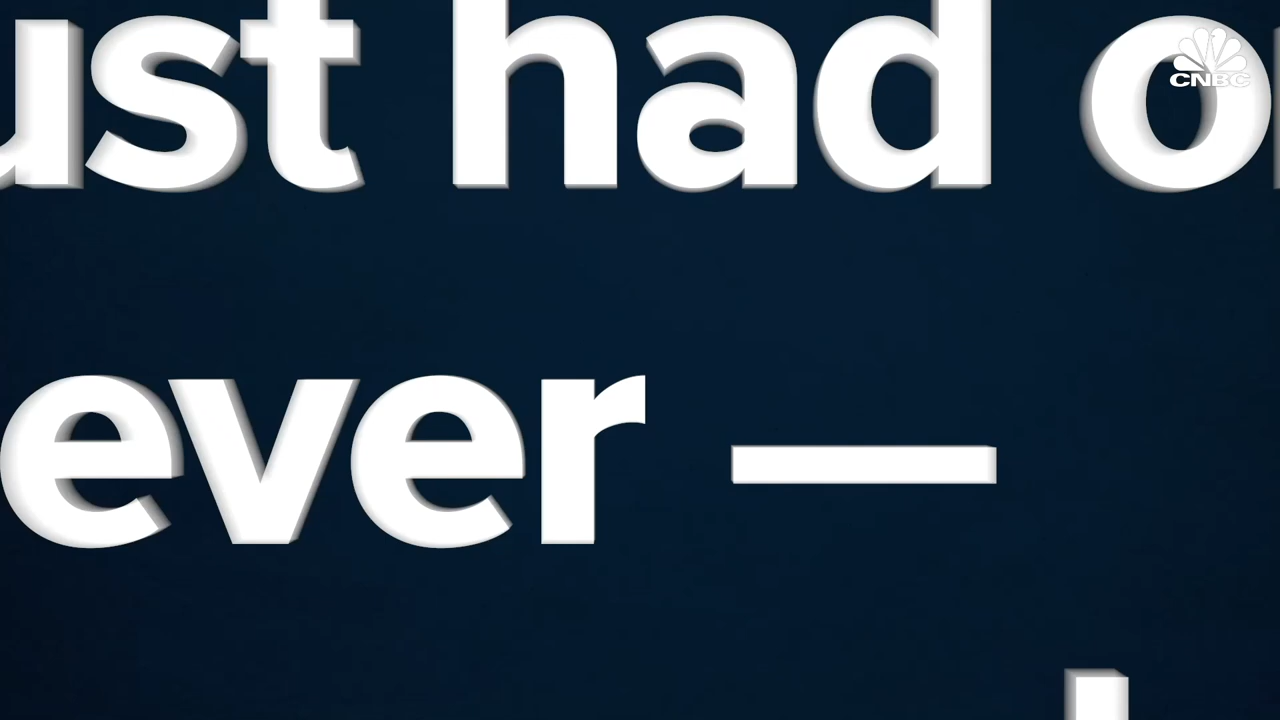 ust had o
CNBC
ever —